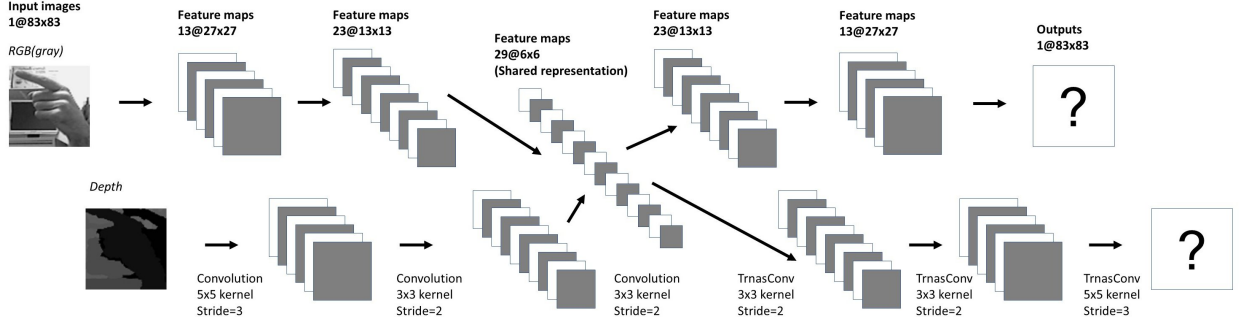 Input images
1@83x83
RGB(gray)
Feature maps
13@27x27
Feature maps
23@13x13
Feature maps
29@6x6
(Shared representation)
Feature maps
23@13x13
Feature maps
13@27x27
Outputs
1@83x83
?
Depth
Convolution
5x5 kernel
Stride=3
Convolution
3x3 kernel
Stride=2
Convolution
3x3 kernel
Stride=2
TrnasConv
3x3 kernel
Stride=2
TrnasConv
3x3 kernel
Stride=2
TrnasConv
5x5 kernel
Stride=3
?